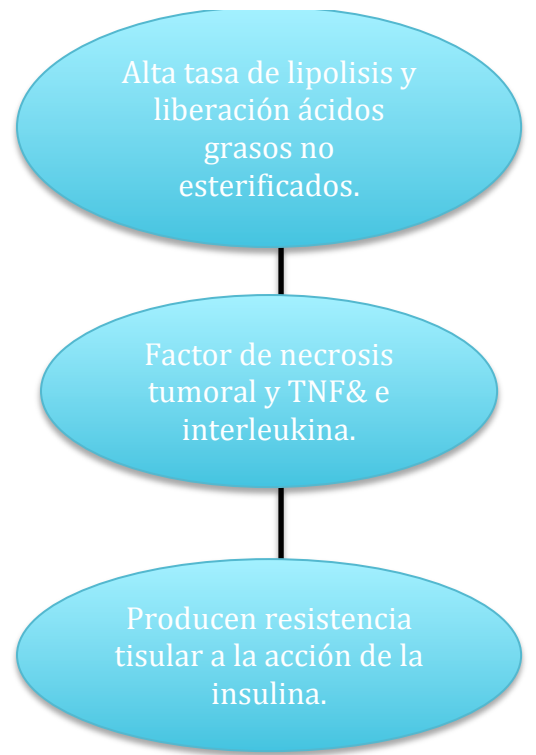 Alta tasa de lipolisis y
liberación ácidos
grasos no
esterificados.
Factor de necrosis
tumoral y TNF& e
interleukina.
Producen resistencia
tisular a la acción de la
insulina.